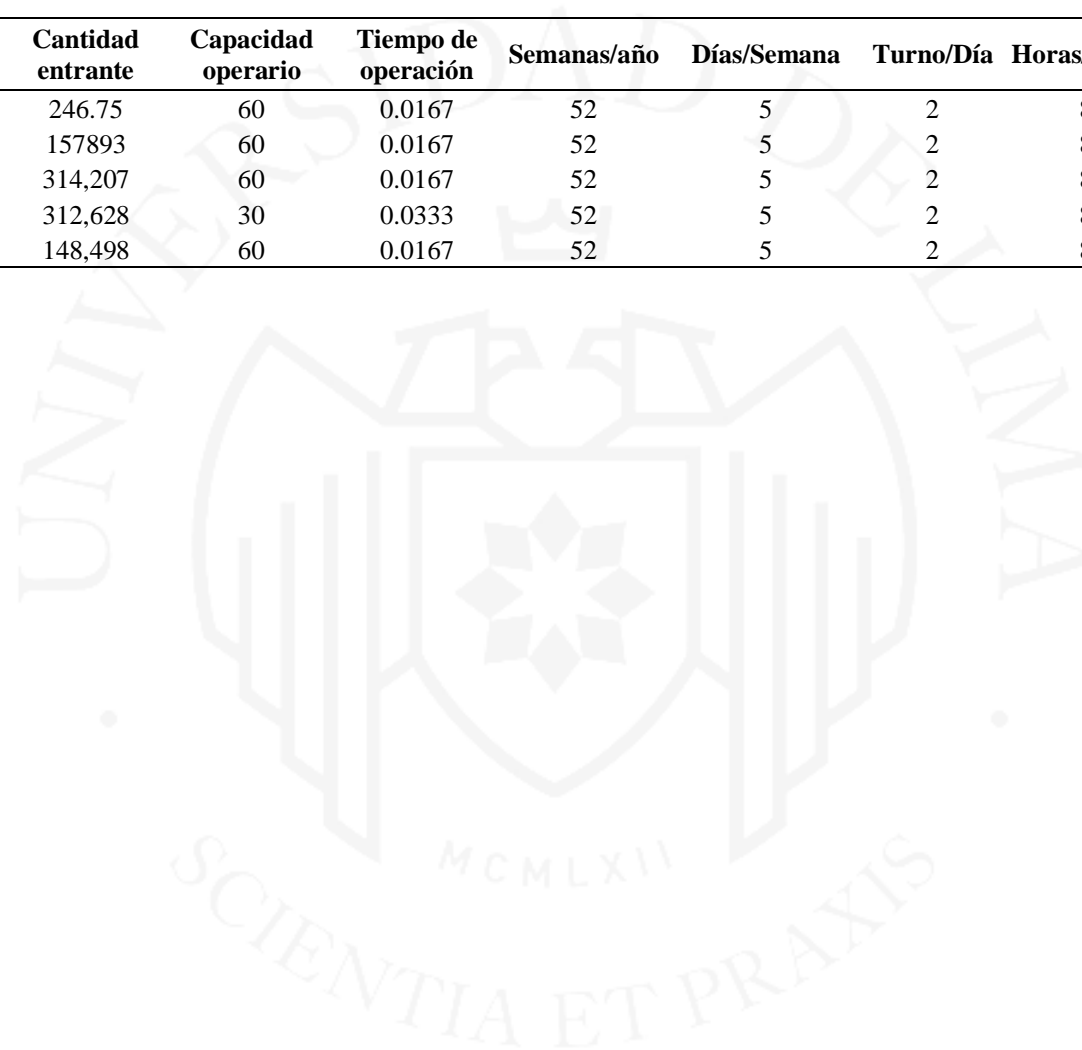 Cantidad entrante Capacidad operario Tiempo de operación Semanas/año Días/Semana Turno/Día Horas/
246.75 60 0.0167 52 5 2
157893 60 0.0167 52 5 2
314,207 60 0.0167 52 5 2
312,628 30 0.0333 52 5 2
148,498 60 0.0167 52 5 2
UNIVERSIDAD DE LIMA
MCMLXII
SCIENTIA ET PRAXIS